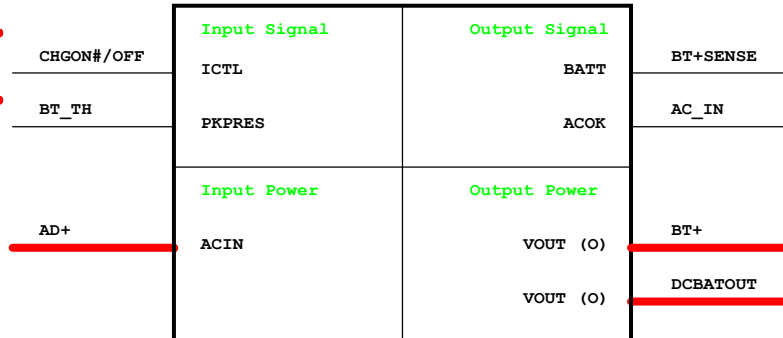 Input Signal Output Signal
CHGON#/OFF ICTL BATT BT+SENSE
BT_TH PKPRES ACOK AC_IN
Input Power Output Power
AD+ ACIN VOUT (O) BT+
VOUT (O) DCBATOUT